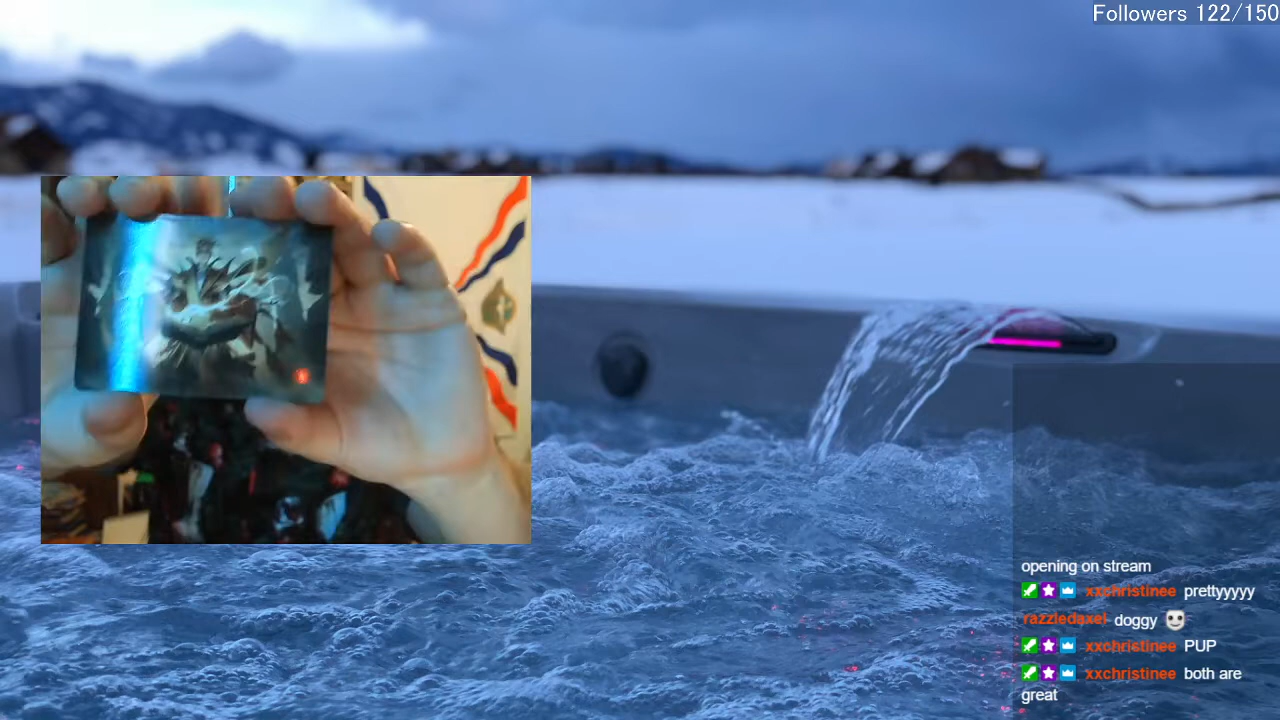 Followers 122/150
opening on stream
xxchristinee prettyyyyy
razzledaxel doggy
xxchristinee PUP
xxchristinee both are
great